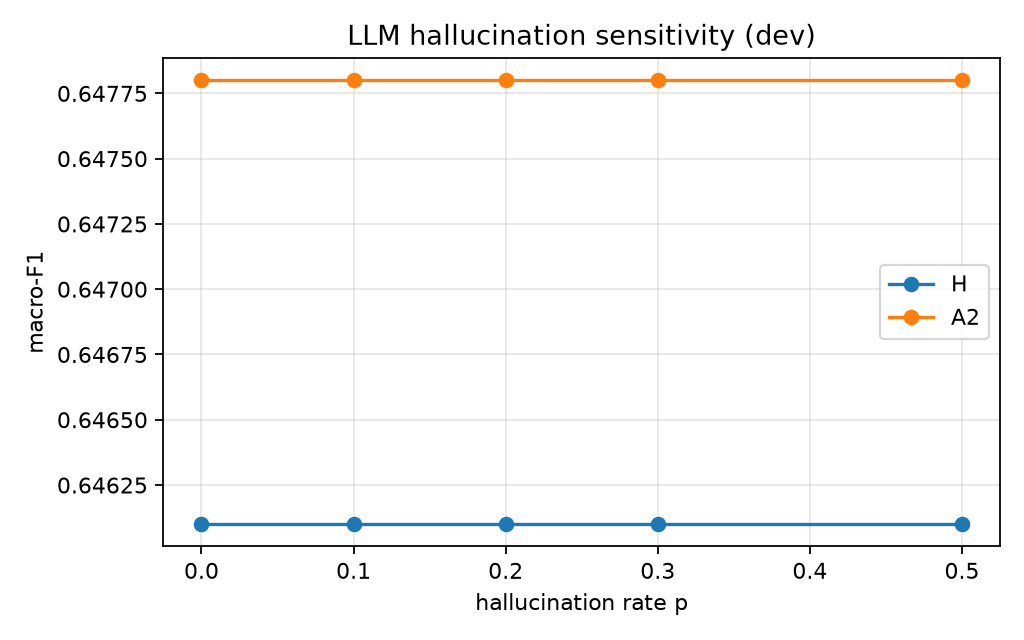 LLM hallucination sensitivity (dev)
0.64775
0.64750
0.64725
0.64700
0.64675
0.64650
0.64625
macro-F1
H
A2
0.0 0.1 0.2 0.3 0.4 0.5
hallucination rate p